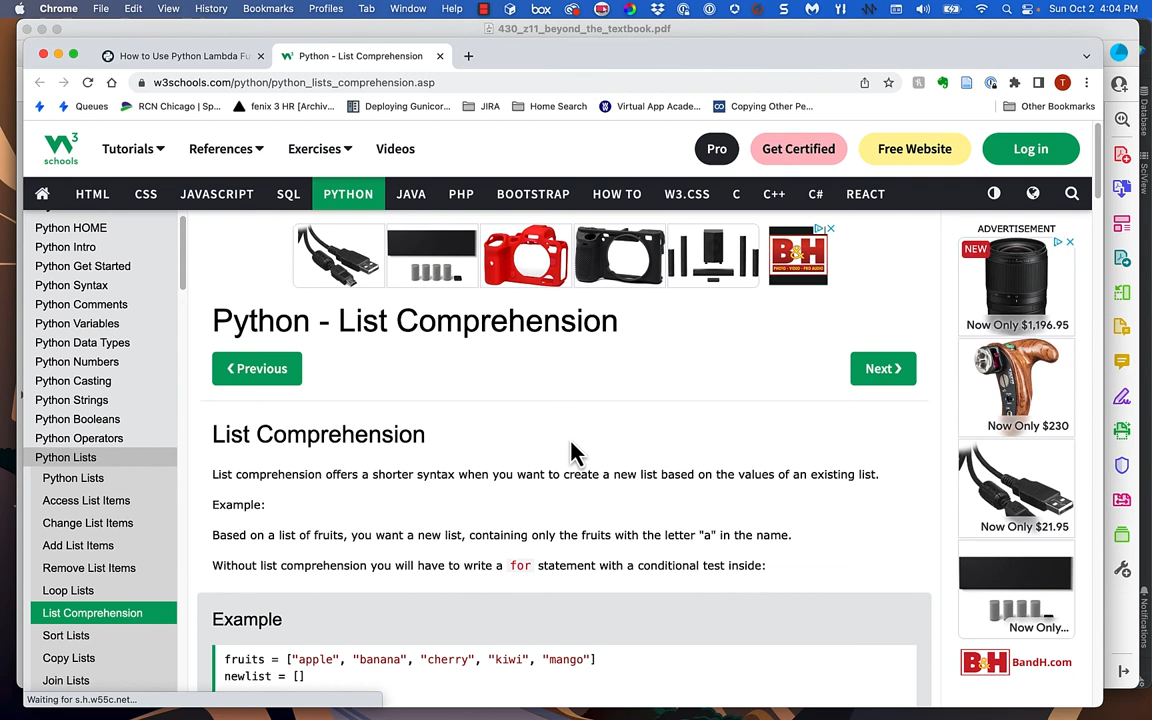 Chrome File Edit View History Bookmarks Profiles Tab Window Help box Sun Oct 2 4:04 PM
430_z11_beyond_the_textbook.pdf
How to Use Python Lambda Fu Python - List Comprehension
w3schools.com/python/python_lists_comprehension.asp
Queues RCN Chicago | Sp... fenix 3 HR [Archiv... Deploying Gunicor... JIRA Home Search Virtual App Acade... Copying Other Pe... Other Bookmarks
w3 schools Tutorials References Exercises Videos Pro Get Certified Free Website Log in
HTML CSS JAVASCRIPT SQL PYTHON JAVA PHP BOOTSTRAP HOW TO W3.CSS C C++ C# REACT
Python HOME
Python Intro
Python Get Started
Python Syntax
Python Comments
Python Variables
Python Data Types
Python Numbers
Python Casting
Python Strings
Python Booleans
Python Operators
Python Lists
Python Lists
Access List Items
Change List Items
Add List Items
Remove List Items
Loop Lists
List Comprehension
Sort Lists
Copy Lists
Join Lists
Waiting for s.h.w55c.net...
B&H
PHOTO - VIDEO - PRO AUDIO
Python - List Comprehension
❮ Previous
Next ❯
List Comprehension
List comprehension offers a shorter syntax when you want to create a new list based on the values of an existing list.
Example:
Based on a list of fruits, you want a new list, containing only the fruits with the letter "a" in the name.
Without list comprehension you will have to write a for statement with a conditional test inside:
Example
fruits = ["apple", "banana", "cherry", "kiwi", "mango"]
newlist = []
ADVERTISEMENT
NEW
Now Only $1,196.95
Now Only $230
Now Only $21.95
Now Only...
B&H BandH.com
Database
SciView
Notifications